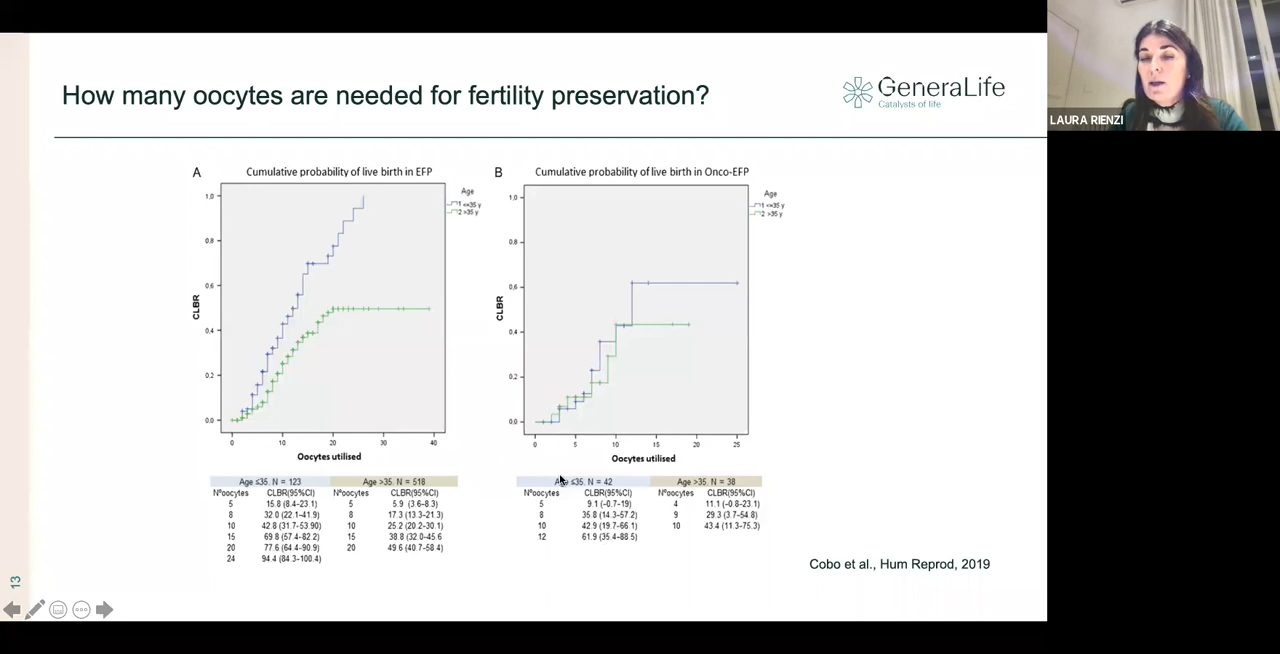 How many oocytes are needed for fertility preservation?
GeneraLife
Catalysts of life
LAURA RIENZI
A
Cumulative probability of live birth in EFP
Age
1 <=35 y
2 >35 y
1,0
0,8
0,6
0,4
0,2
0,0
CLBR
0 10 20 30 40
Oocytes utilised
B
Cumulative probability of live birth in Onco-EFP
Age
1 <=35 y
2 >35 y
1,0
0,8
0,6
0,4
0,2
0,0
CLBR
0 5 10 15 20 25
Oocytes utilised
Age ≤35. N = 123 Age >35. N = 518
NºOocytes CLBR(95%CI) NºOocytes CLBR(95%CI)
5 15.8 (8.4-23.1) 5 5.9 (3.6-8.3)
8 32.0 (22.1-41.9) 8 17.3 (13.3-21.3)
10 42.8 (31.7-53.90) 10 25.2 (20.2-30.1)
15 69.8 (57.4-82.2) 15 38.8 (32.0-45.6
20 77.6 (64.4-90.9) 20 49.6 (40.7-58.4)
24 94.4 (84.3-100.4)
≤35. N = 42 Age >35. N = 38
NºOocytes CLBR(95%CI) NºOocytes CLBR(95%CI)
5 9.1 (-0.7-19) 4 11.1 (-0.8-23.1)
8 35.8 (14.3-57.2) 9 29.3 (3.7-54.8)
10 42.9 (19.7-66.1) 10 43.4 (11.3-75.3)
12 61.9 (35.4-88.5)
Cobo et al., Hum Reprod, 2019
13